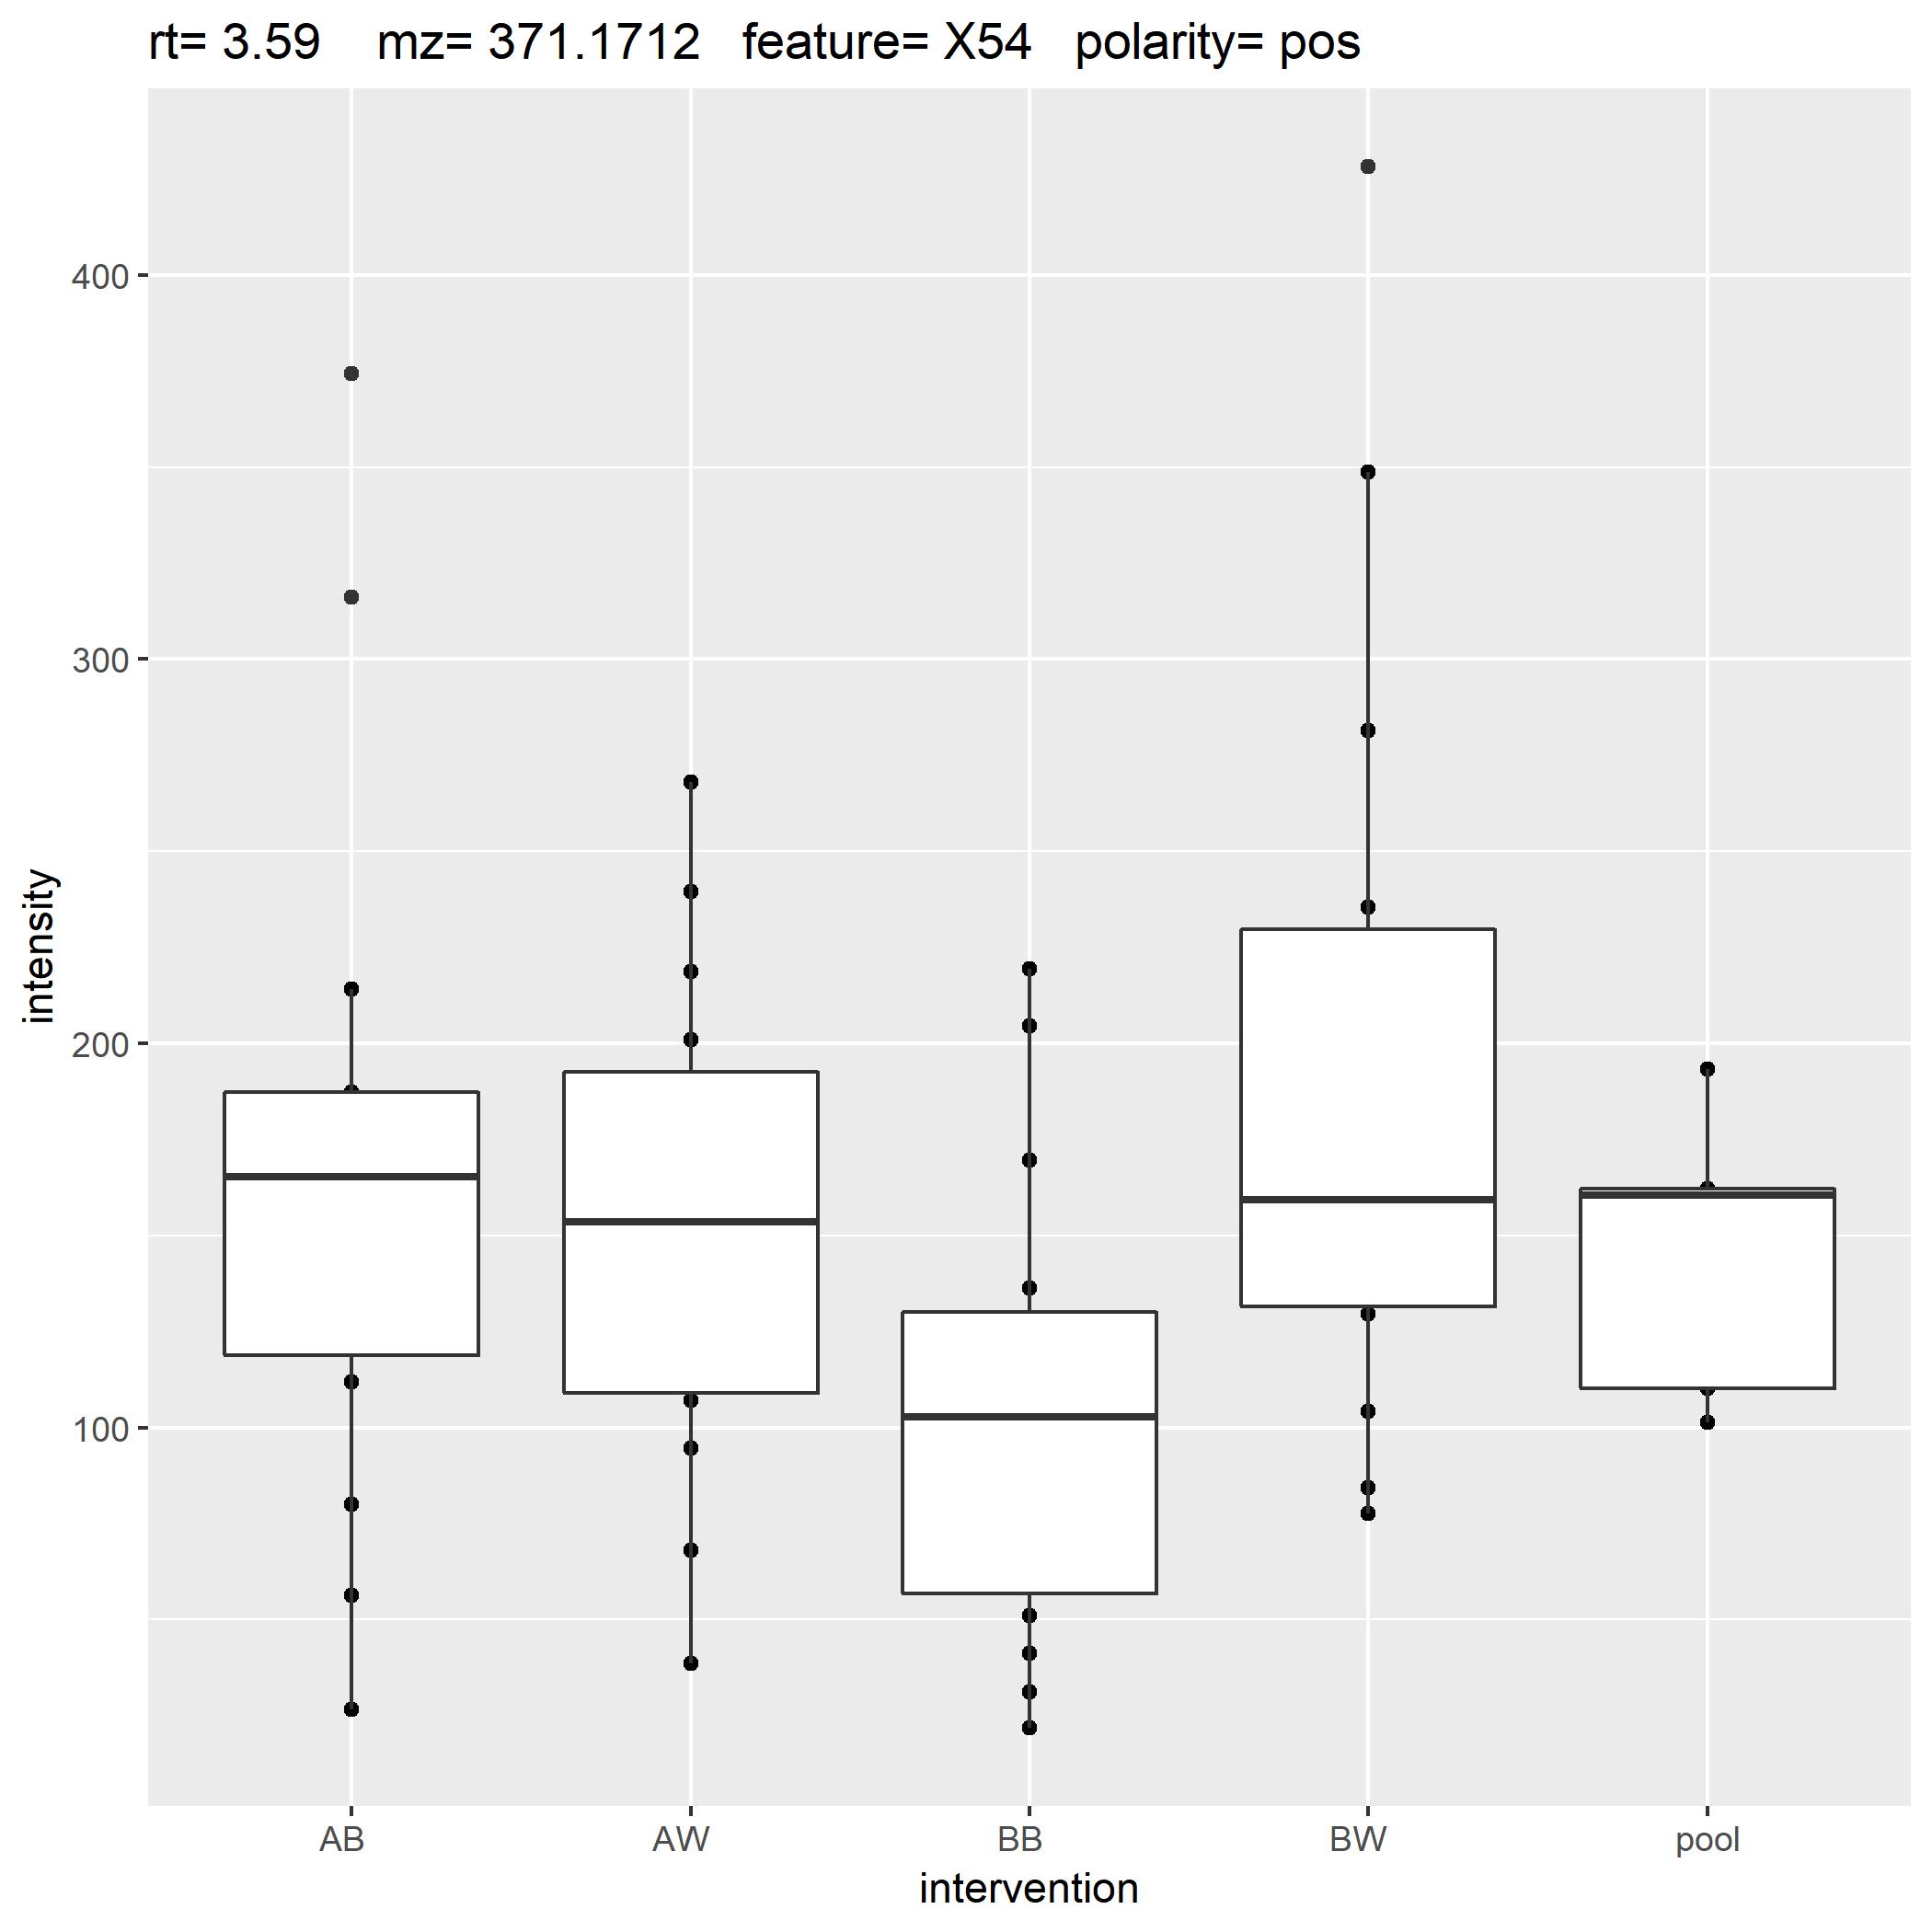 rt= 3.59    mz= 371.1712   feature= X54   polarity= pos
400
300
200
100
intensity
AB AW BB BW pool
intervention